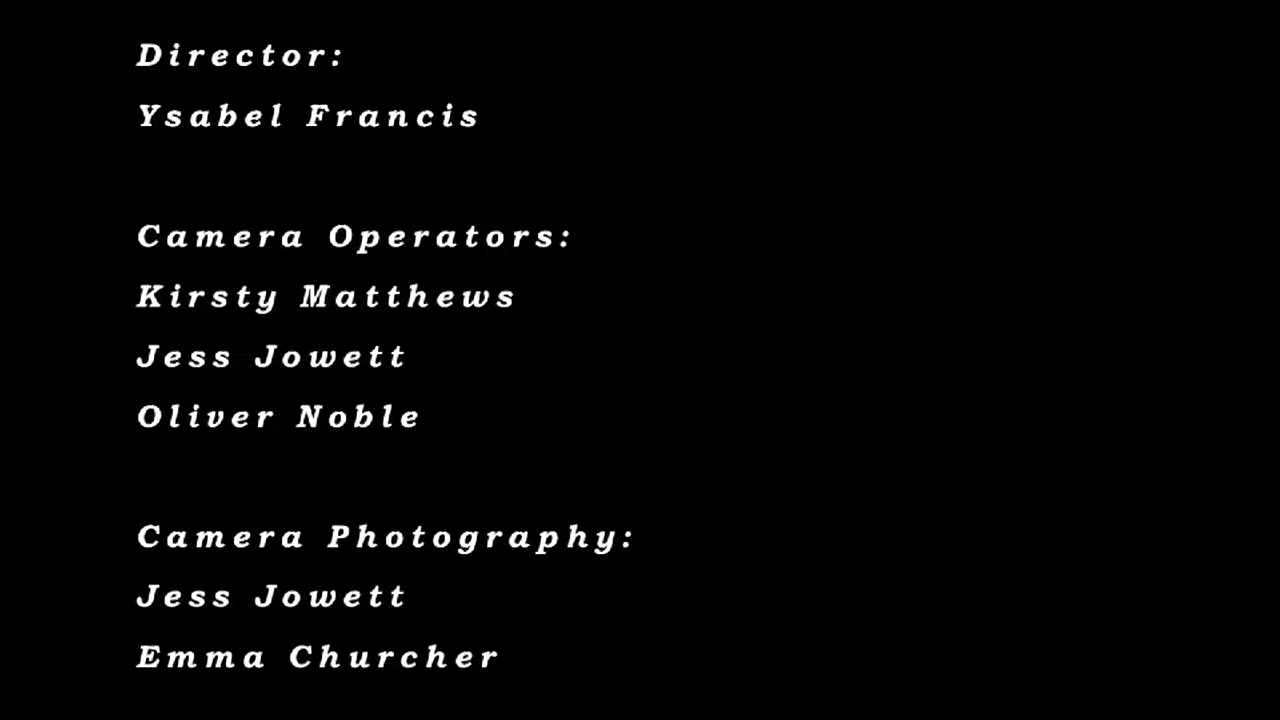 Director:
Ysabel Francis
Camera Operators:
Kirsty Matthews
Jess Jowett
Oliver Noble
Camera Photography:
Jess Jowett
Emma Churcher